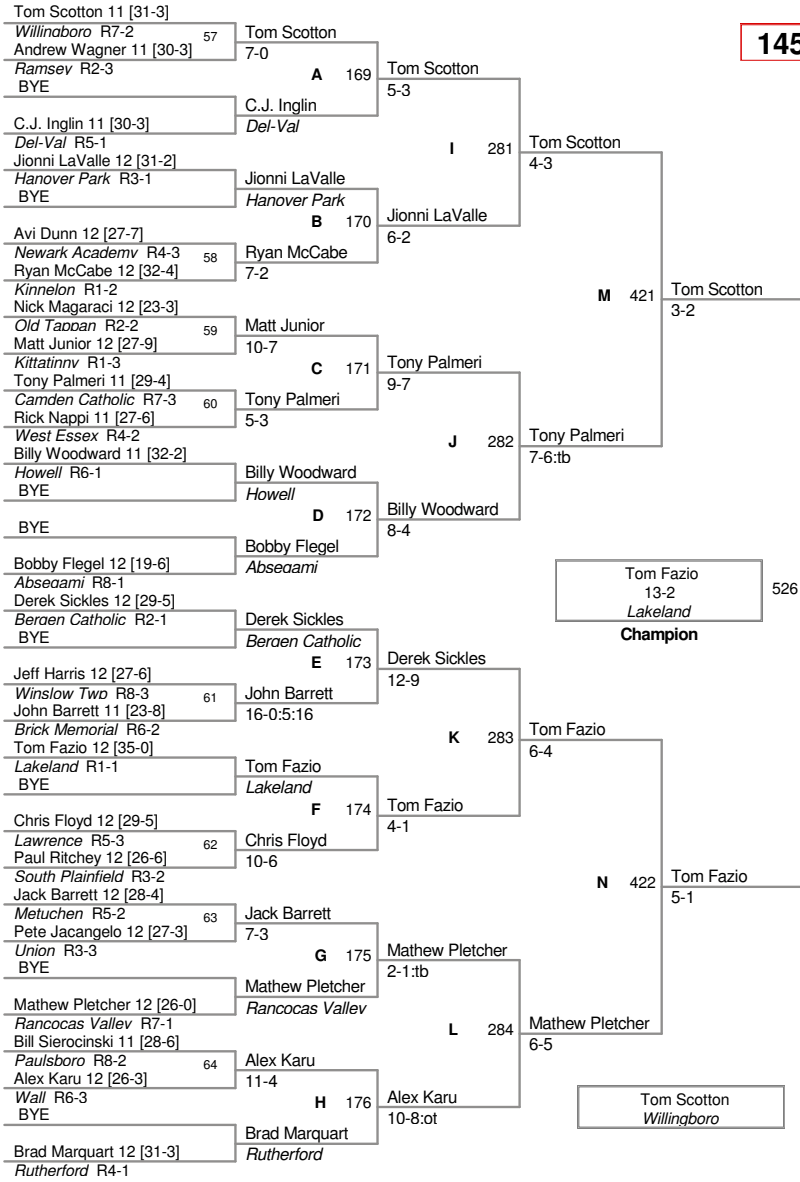 Tom Scotton 11 [31-3]
Willingboro R7-2
57
Andrew Wagner 11 [30-3]
Ramsey R2-3
BYE
C.J. Inglin 11 [30-3]
Del-Val R5-1
Jionni LaValle 12 [31-2]
Hanover Park R3-1
BYE
Avi Dunn 12 [27-7]
Newark Academy R4-3
58
Ryan McCabe 12 [32-4]
Kinnelon R1-2
Nick Magaraci 12 [23-3]
Old Tappan R2-2
59
Matt Junior 12 [27-9]
Kittatinny R1-3
Tony Palmeri 11 [29-4]
Camden Catholic R7-3
60
Rick Nappi 11 [27-6]
West Essex R4-2
Billy Woodward 11 [32-2]
Howell R6-1
BYE
BYE
Bobby Flegel 12 [19-6]
Absegami R8-1
Derek Sickles 12 [29-5]
Bergen Catholic R2-1
BYE
Jeff Harris 12 [27-6]
Winslow Twp R8-3
61
John Barrett 11 [23-8]
Brick Memorial R6-2
Tom Fazio 12 [35-0]
Lakeland R1-1
BYE
Chris Floyd 12 [29-5]
Lawrence R5-3
62
Paul Ritchey 12 [26-6]
South Plainfield R3-2
Jack Barrett 12 [28-4]
Metuchen R5-2
63
Pete Jacangelo 12 [27-3]
Union R3-3
BYE
Mathew Pletcher 12 [26-0]
Rancocas Valley R7-1
Bill Sierocinski 11 [28-6]
Paulsboro R8-2
64
Alex Karu 12 [26-3]
Wall R6-3
BYE
Brad Marquart 12 [31-3]
Rutherford R4-1
Tom Scotton
7-0
A 169
C.J. Inglin
Del-Val
Jionni LaValle
Hanover Park
B 170
Ryan McCabe
7-2
Matt Junior
10-7
C 171
Tony Palmeri
5-3
Billy Woodward
Howell
D 172
Bobby Flegel
Absegami
Derek Sickles
Bergen Catholic
E 173
John Barrett
16-0:5:16
Tom Fazio
Lakeland
F 174
Chris Floyd
10-6
Jack Barrett
7-3
G 175
Mathew Pletcher
Rancocas Valley
Alex Karu
11-4
H 176
Brad Marquart
Rutherford
Tom Scotton
5-3
I 281
Jionni LaValle
6-2
Tony Palmeri
9-7
J 282
Billy Woodward
8-4
Derek Sickles
12-9
K 283
Tom Fazio
4-1
Mathew Pletcher
2-1:tb
L 284
Alex Karu
10-8:ot
Tom Scotton
4-3
M 421
Tony Palmeri
7-6:tb
Tom Fazio
6-4
N 422
Mathew Pletcher
6-5
Tom Scotton
3-2
Tom Fazio
5-1
145
Tom Fazio
13-2
Lakeland
526
Champion
Tom Scotton
Willingboro